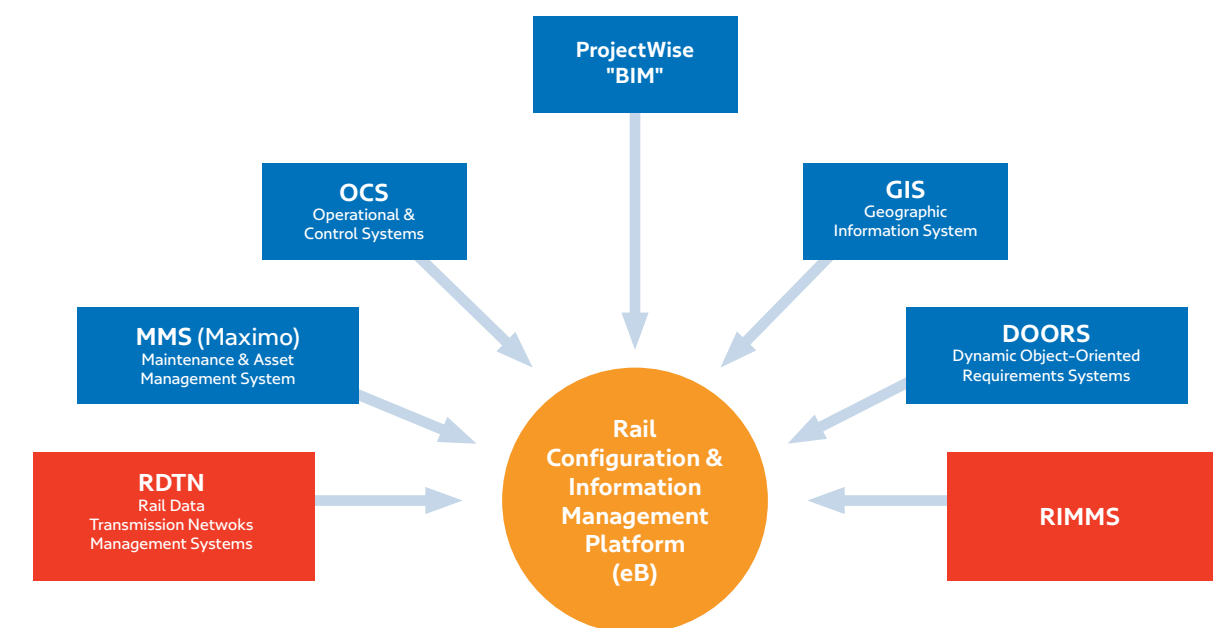 ProjectWise
"BIM"
OCS
Operational &
Control Systems
GIS
Geographic
Information System
MMS (Maximo)
Maintenance & Asset
Management System
DOORS
Dynamic Object-Oriented
Requirements Systems
RDTN
Rail Data
Transmission Netwoks
Management Systems
Rail
Configuration &
Information
Management
Platform
(eB)
RIMMS